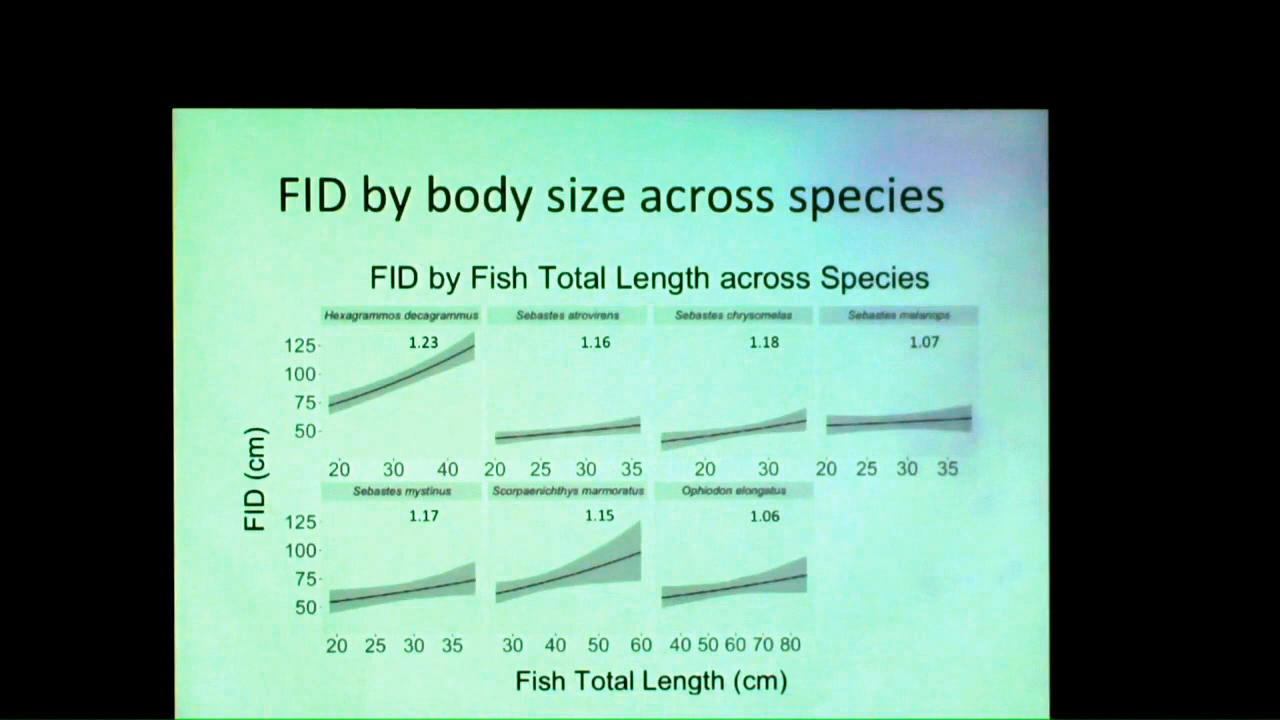 FID by body size across species
FID by Fish Total Length across Species
Hexagrammos decagrammus Sebastes atrovirens Sebastes chrysomelas Sebastes melanops
1.23 1.16 1.18 1.07
125
100
75
50
20 30 40 20 25 30 35 20 30 20 25 30 35
Sebastes mystinus Scorpaenichthys marmoratus Ophiodon elongatus
1.17 1.15 1.06
125
100
75
50
20 25 30 35 30 40 50 60 40 50 60 70 80
FID (cm)
Fish Total Length (cm)